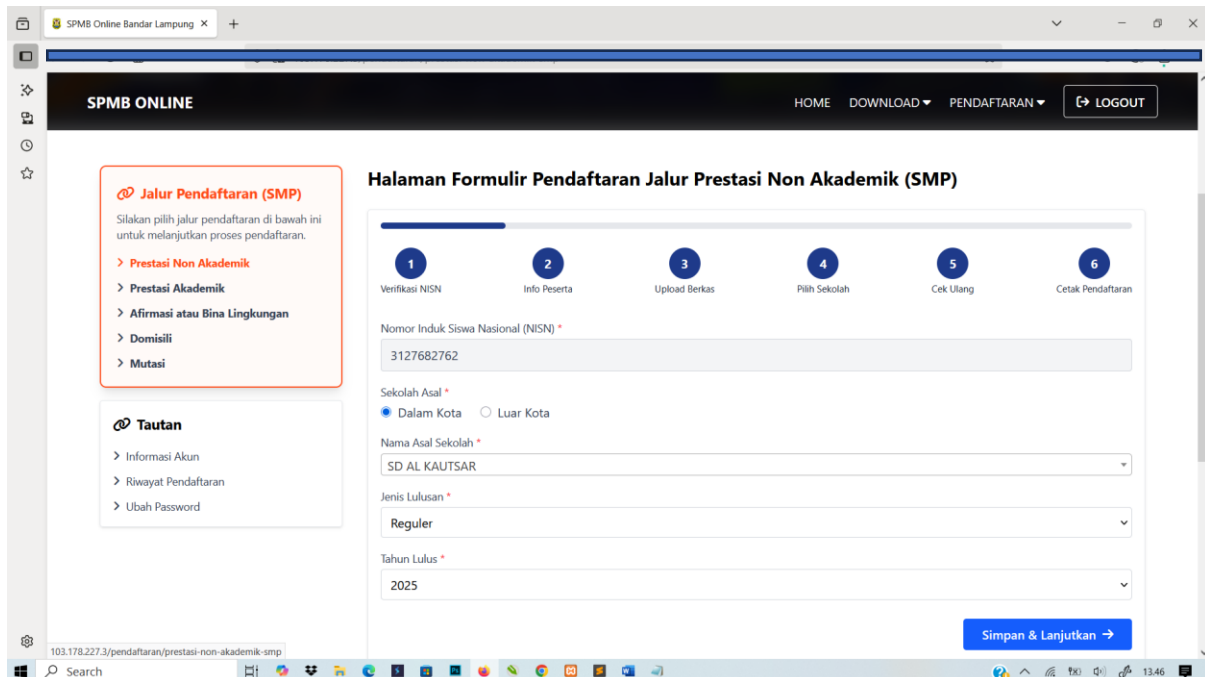 SPMB Online Bandar Lampung
SPMB ONLINE
HOME DOWNLOAD PENDAFTARAN LOGOUT
Jalur Pendaftaran (SMP)
Silakan pilih jalur pendaftaran di bawah ini
untuk melanjutkan proses pendaftaran.
Prestasi Non Akademik
Prestasi Akademik
Afirmasi atau Bina Lingkungan
Domisili
Mutasi
Tautan
Informasi Akun
Riwayat Pendaftaran
Ubah Password
Halaman Formulir Pendaftaran Jalur Prestasi Non Akademik (SMP)
1 2 3 4 5 6
Verifikasi NISN Info Peserta Upload Berkas Pilih Sekolah Cek Ulang Cetak Pendaftaran
Nomor Induk Siswa Nasional (NISN) *
3127682762
Sekolah Asal *
Dalam Kota Luar Kota
Nama Asal Sekolah *
SD AL KAUTSAR
Jenis Lulusan *
Reguler
Tahun Lulus *
2025
Simpan & Lanjutkan →
103.178.227.3/pendaftaran/prestasi-non-akademik-smp
Search
13.46